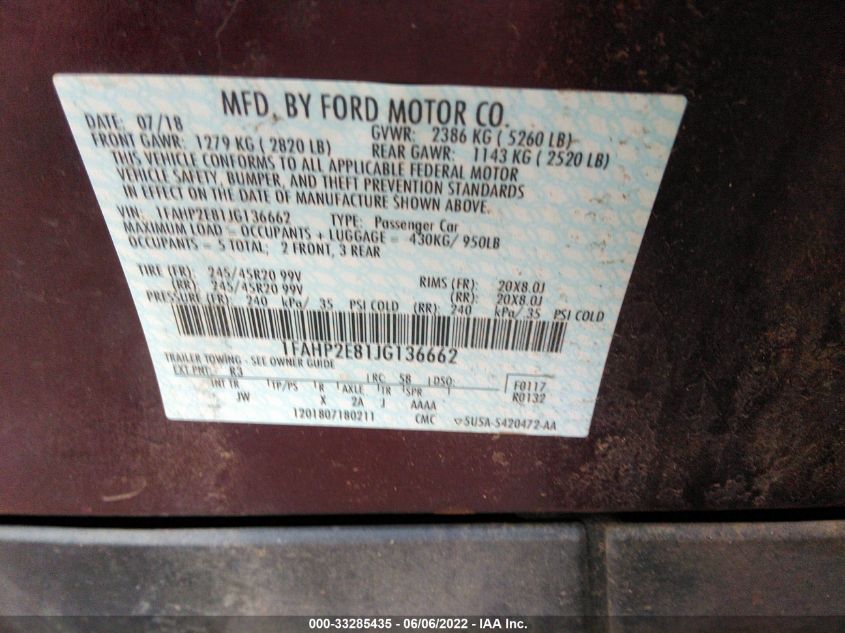 MFD. BY FORD MOTOR CO.
DATE: 07/18 GVWR: 2386 KG ( 5260 LB)
FRONT GAWR: 1279 KG ( 2820 LB) REAR GAWR: 1143 KG ( 2520 LB)
THIS VEHICLE CONFORMS TO ALL APPLICABLE FEDERAL MOTOR
VEHICLE SAFETY, BUMPER, AND THEFT PREVENTION STANDARDS
IN EFFECT ON THE DATE OF MANUFACTURE SHOWN ABOVE.
VIN: 1FAHP2E81JG136662 TYPE: Passenger Car
MAXIMUM LOAD - OCCUPANTS + LUGGAGE = 430KG/ 950LB
OCCUPANTS = 5 TOTAL; 2 FRONT, 3 REAR
TIRE (FR): 245/45R20 99V RIMS (FR): 20X8.0J
(RR): 245/45R20 99V (RR): 20X8.0J
PRESSURE (FR): 240 kPa/ 35 PSI COLD (RR): 240 kPa/ 35 PSI COLD
1FAHP2E81JG136662
TRAILER TOWING - SEE OWNER GUIDE
EXT PNT: R3 RC SB DSO: F0117
INT TR TP/PS R AXLE TR SPR R0132
JW X 2A J AAAA
1201807180211 CMC ▽5U5A-5420472-AA
000-33285435 - 06/06/2022 - IAA Inc.